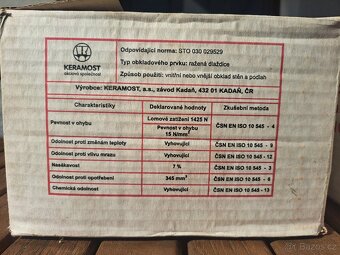 KERAMOST
akciová společnost
Odpovídající norma: STO 030 029529
Typ obkladového prvku: ražená dlaždice
Způsob použití: vnitřní nebo vnější obklad stěn a podlah
Výrobce: KERAMOST, a.s., závod Kadaň, 432 01 KADAŇ, ČR
Charakteristiky Deklarované hodnoty Zkušební metoda
Pevnost v ohybu Lomové zatížení 1425 N
Pevnost v ohybu
15 N/mm² ČSN EN ISO 10 545 - 4
Odolnost proti změnám teploty Vyhovující ČSN EN ISO 10 545 - 9
Odolnost proti vlivu mrazu Vyhovující ČSN EN ISO 10 545 - 12
Nasákavost 7 % ČSN EN ISO 10 545 - 3
Odolnost proti opotřebení 345 mm³ ČSN EN ISO 10 545 - 6
Chemická odolnost Vyhovující ČSN EN ISO 10 545 - 13